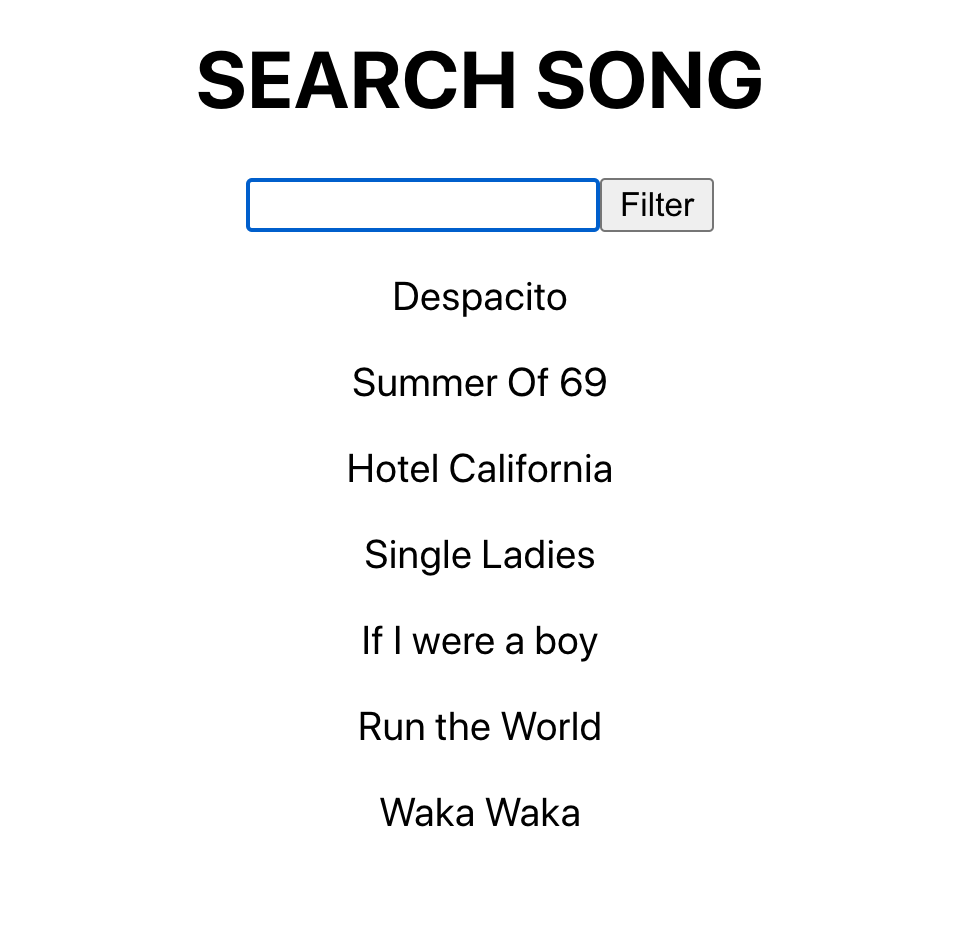 SEARCH SONG
Filter
Despacito
Summer Of 69
Hotel California
Single Ladies
If I were a boy
Run the World
Waka Waka